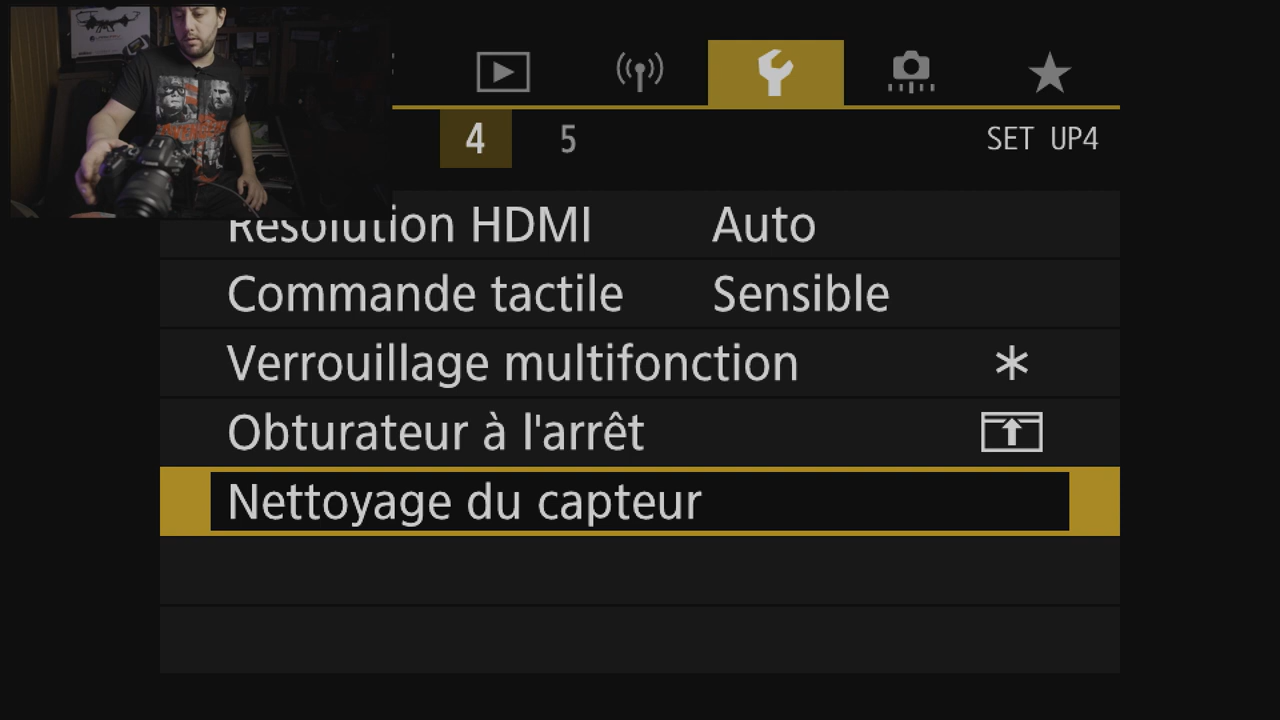 4 5 SET UP4
Résolution HDMI Auto
Commande tactile Sensible
Verrouillage multifonction
Obturateur à l'arrêt
Nettoyage du capteur